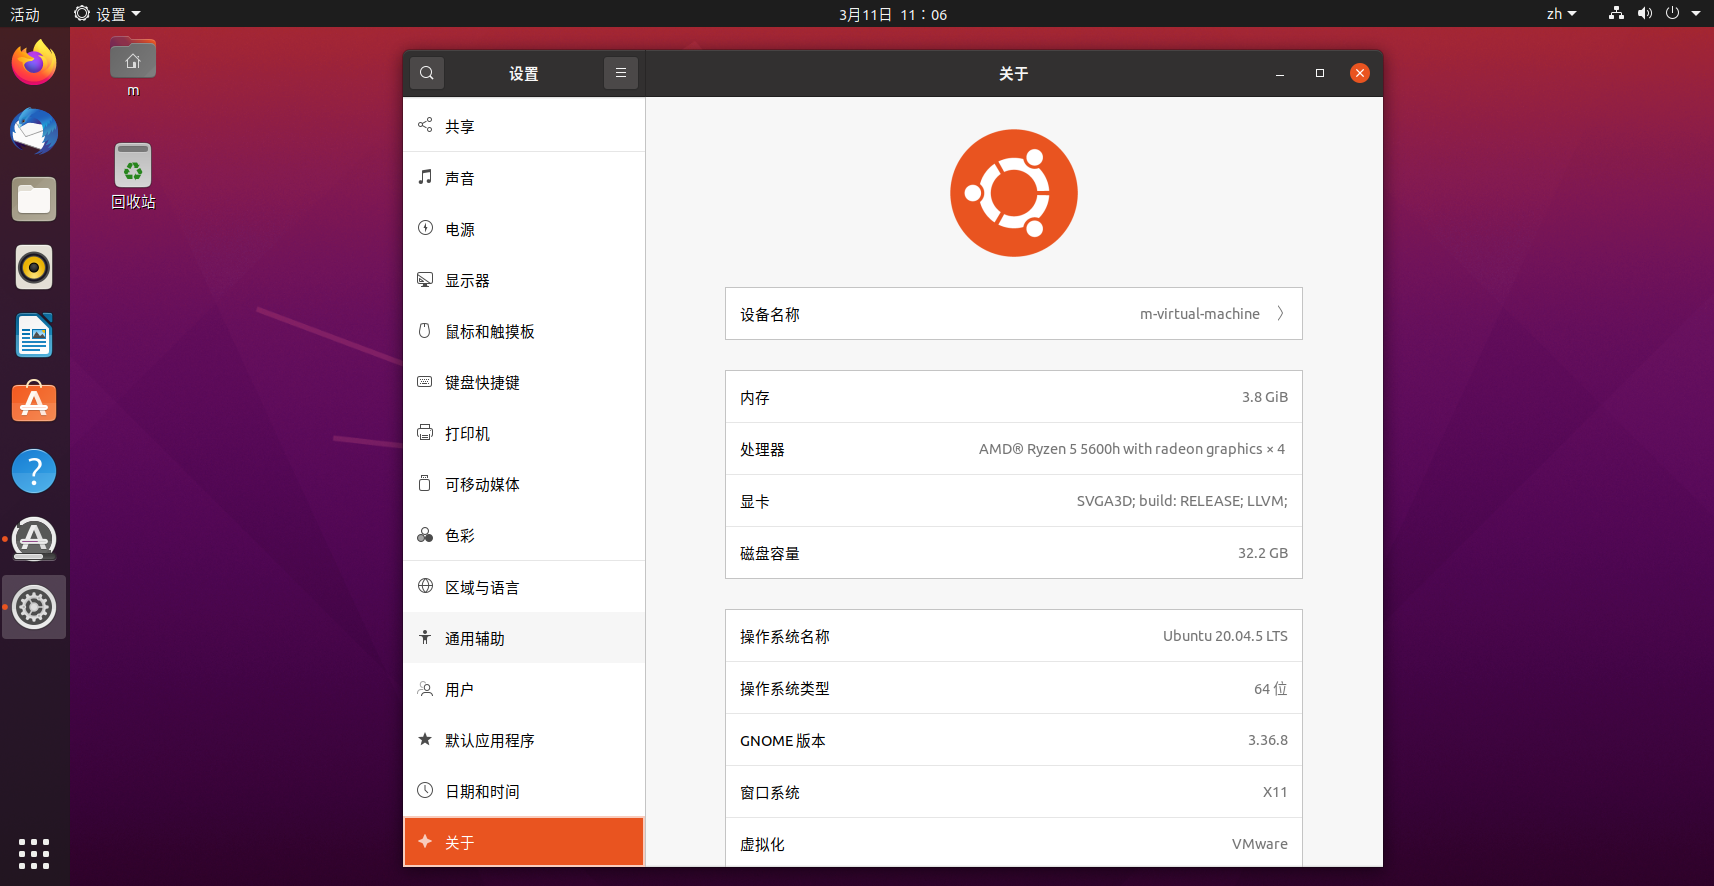 活动 设置 3月11日 11：06 zh
m
回收站
设置
关于
共享
声音
电源
显示器
鼠标和触摸板
键盘快捷键
打印机
可移动媒体
色彩
区域与语言
通用辅助
用户
默认应用程序
日期和时间
关于
设备名称 m-virtual-machine
内存 3.8 GiB
处理器 AMD® Ryzen 5 5600h with radeon graphics × 4
显卡 SVGA3D; build: RELEASE; LLVM;
磁盘容量 32.2 GB
操作系统名称 Ubuntu 20.04.5 LTS
操作系统类型 64 位
GNOME 版本 3.36.8
窗口系统 X11
虚拟化 VMware